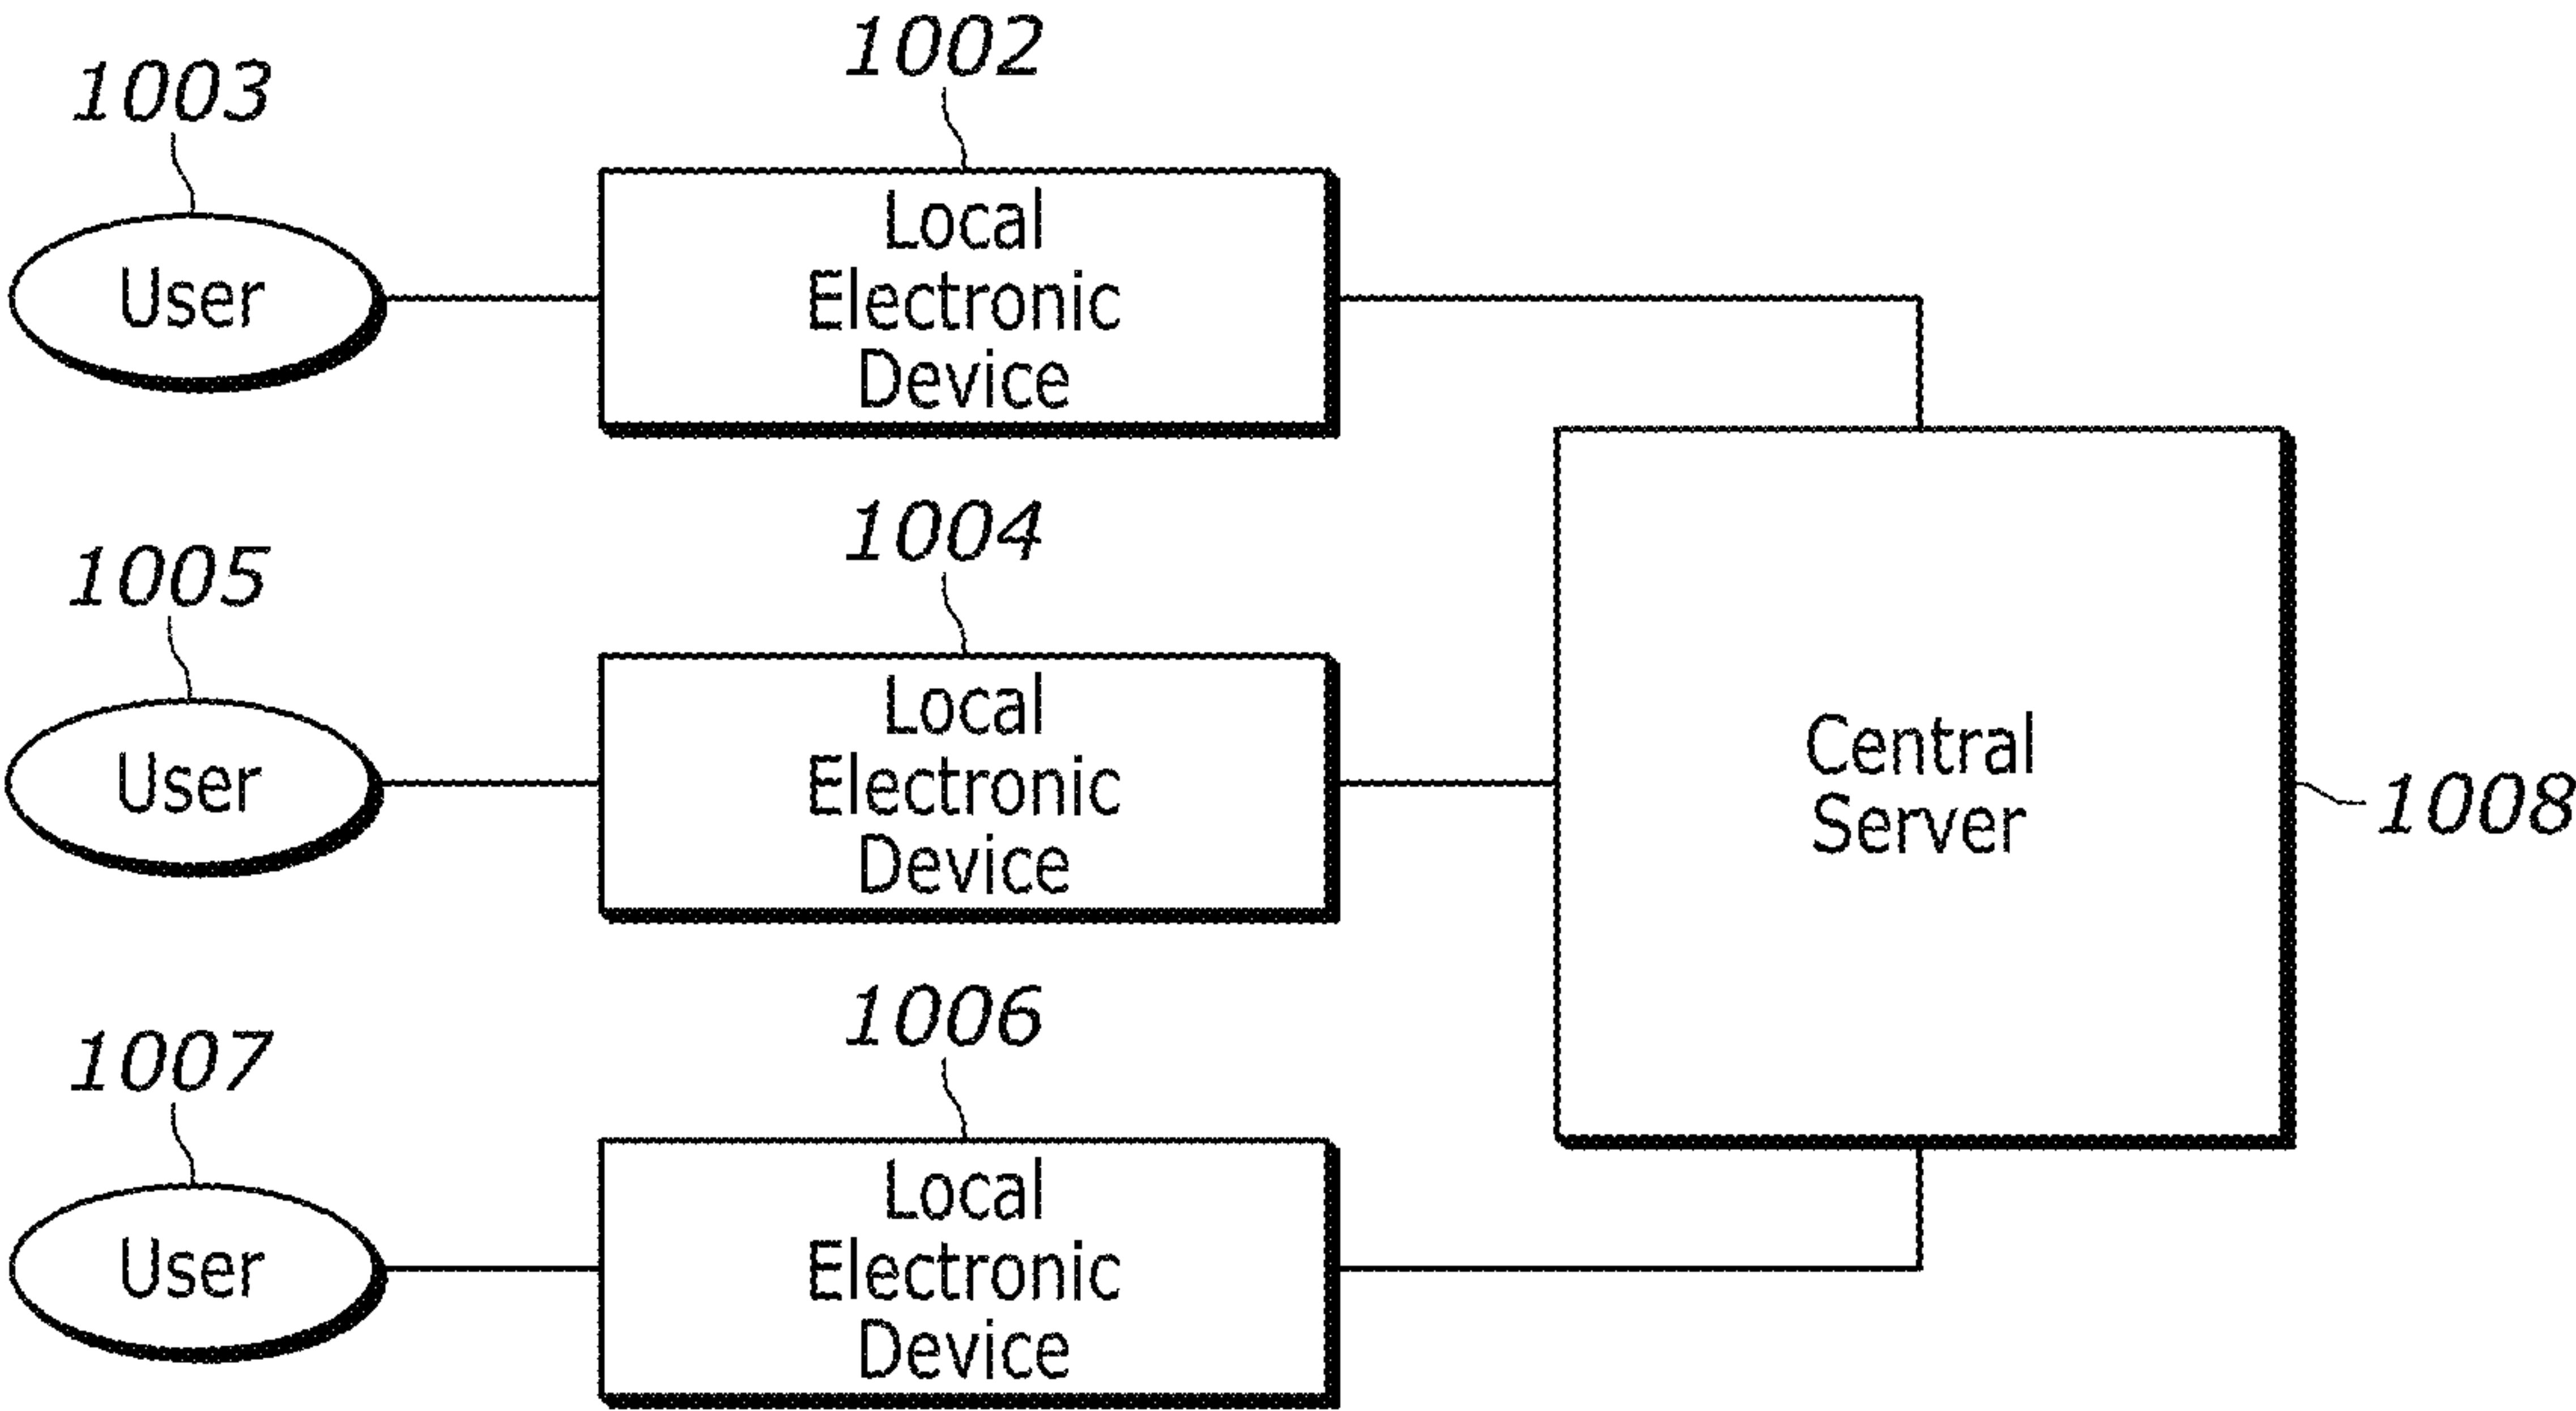 1002
1003
Local
Electronic
Device
User
1004
1005
Local
Electronic
Device
User
Central
Server
1008
1006
1007
Local
Electronic
Device
User